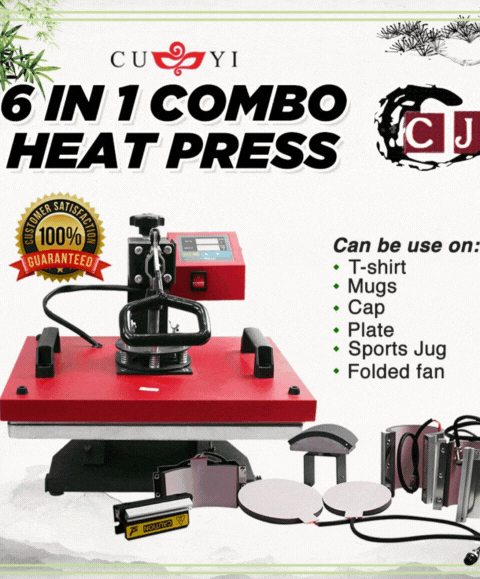 CU YI
6 IN 1 COMBO
HEAT PRESS
C J
CUSTOMER SATISFACTION
100%
GUARANTEED
Can be use on:
T-shirt
Mugs
Cap
Plate
Sports Jug
Folded fan
CAUTION